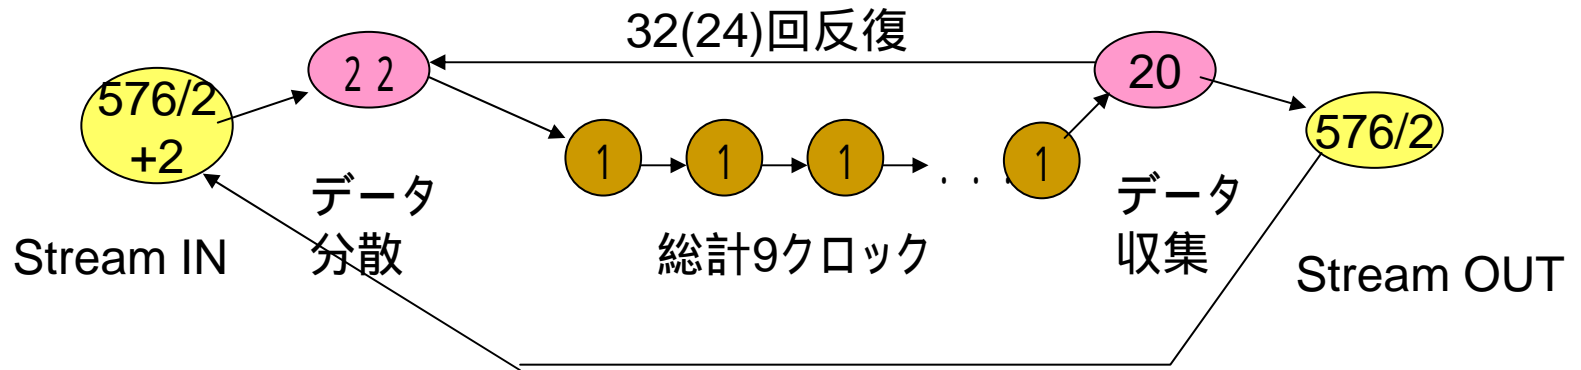 32(24)回反復
576/2
+2
２２
１
１
１
．．．
１
20
576/2
データ
分散
総計9クロック
データ
収集
Stream IN
Stream OUT